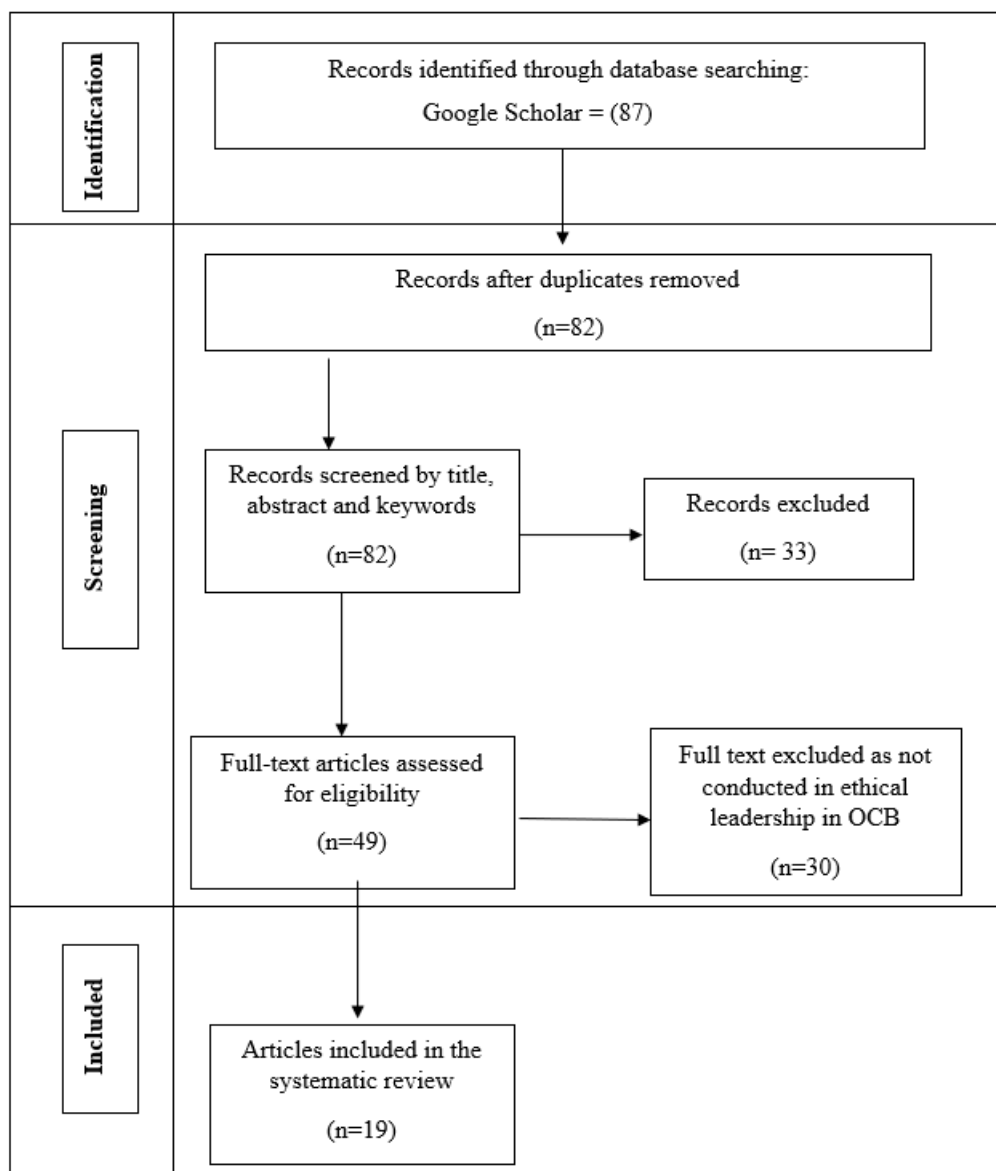 Identification
Records identified through database searching:
Google Scholar = (87)
Screening
Records after duplicates removed
(n=82)
Records screened by title,
abstract and keywords
(n=82)
Records excluded
(n= 33)
Full-text articles assessed
for eligibility
(n=49)
Full text excluded as not
conducted in ethical
leadership in OCB
(n=30)
Included
Articles included in the
systematic review
(n=19)